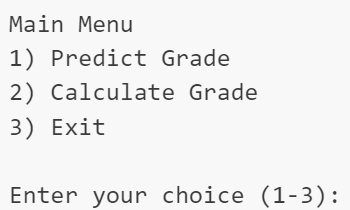 Main Menu
1) Predict Grade
2) Calculate Grade
3) Exit
Enter your choice (1-3):